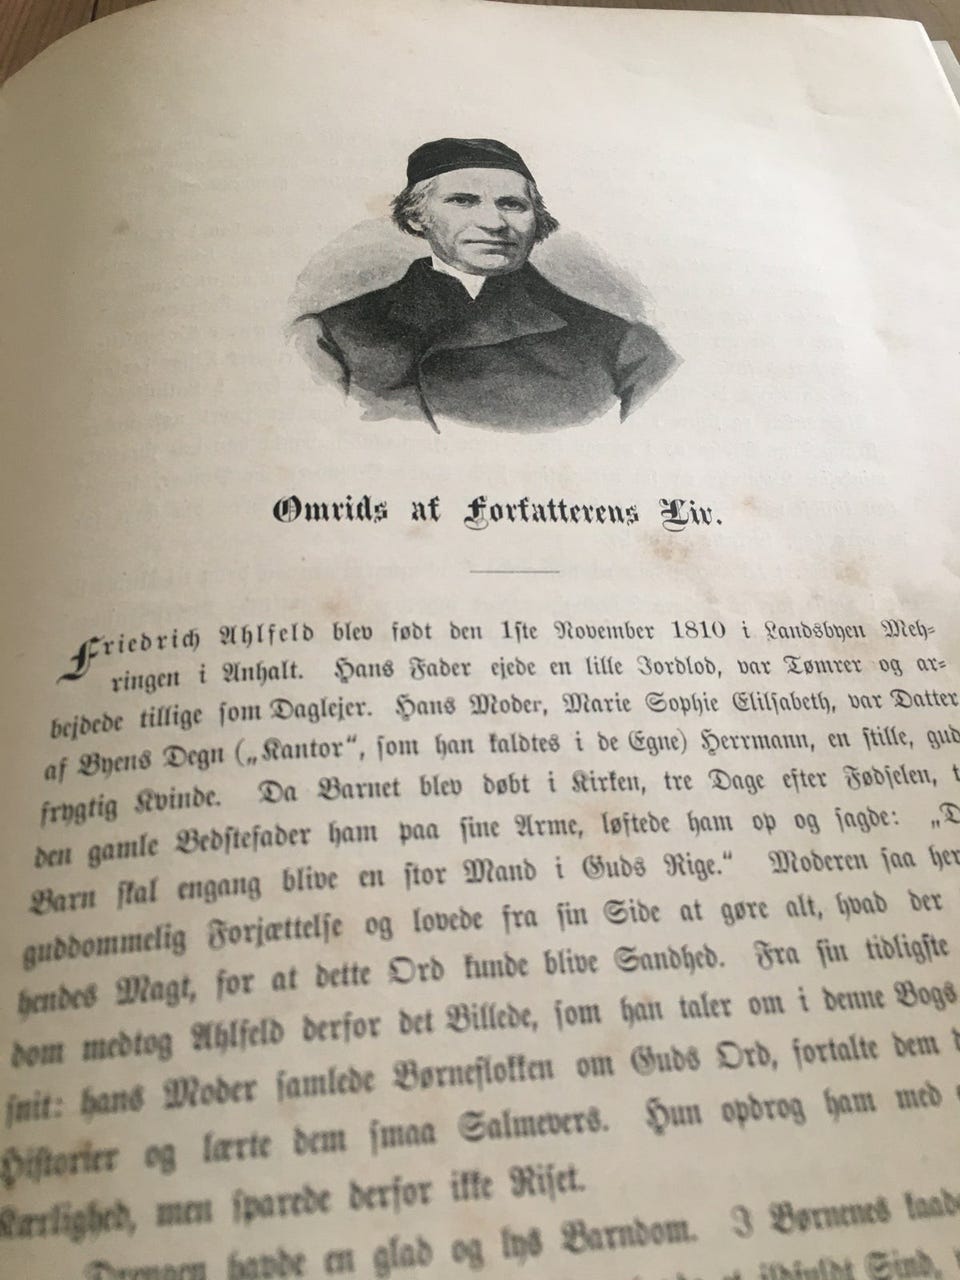 Omrids af Forfatterens Liv.
Friedrich Ahlfeld blev født den 1ste November 1810 i Landsbyen Meh-
ringen i Anhalt. Hans Fader ejede en lille Jordlod, var Tømrer og ar-
bejdede tillige som Daglejer. Hans Moder, Marie Sophie Elilsabeth, var Datter
af Byens Degn („Kantor“, som han kaldtes i de Egne) Herrmann, en stille, gud
frygtig Kvinde. Da Barnet blev døbt i Kirken, tre Dage efter Fødselen, t
den gamle Bedstefader ham paa sine Arme, løftede ham op og sagde: „D
Barn skal engang blive en stor Mand i Guds Rige.“ Moderen saa her
guddommelig Forjættelse og lovede fra sin Side at gøre alt, hvad der
hendes Magt, for at dette Ord kunde blive Sandhed. Fra sin tidligste
dom medtog Ahlfeld derfor det Billede, som han taler om i denne Bogs
snit: hans Moder samlede Børneflokken om Guds Ord, fortalte dem
Historier og lærte dem smaa Salmevers. Hun opdrog ham med
Kærlighed, men sparede derfor ikke Riset.
Drengen havde en glad og lys Barndom. I Børnenes
ildfuldt Sind,